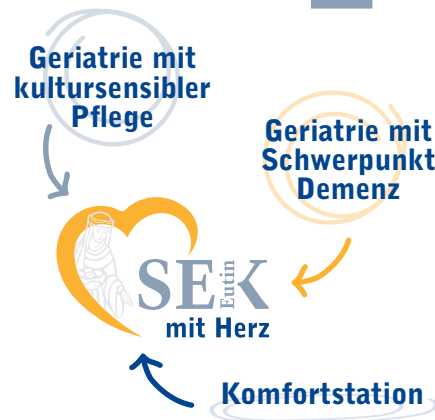 Geriatrie mit
kultursensibler
Pflege
Geriatrie mit
Schwerpunkt
Demenz
SEK
Eutin
mit Herz
Komfortstation